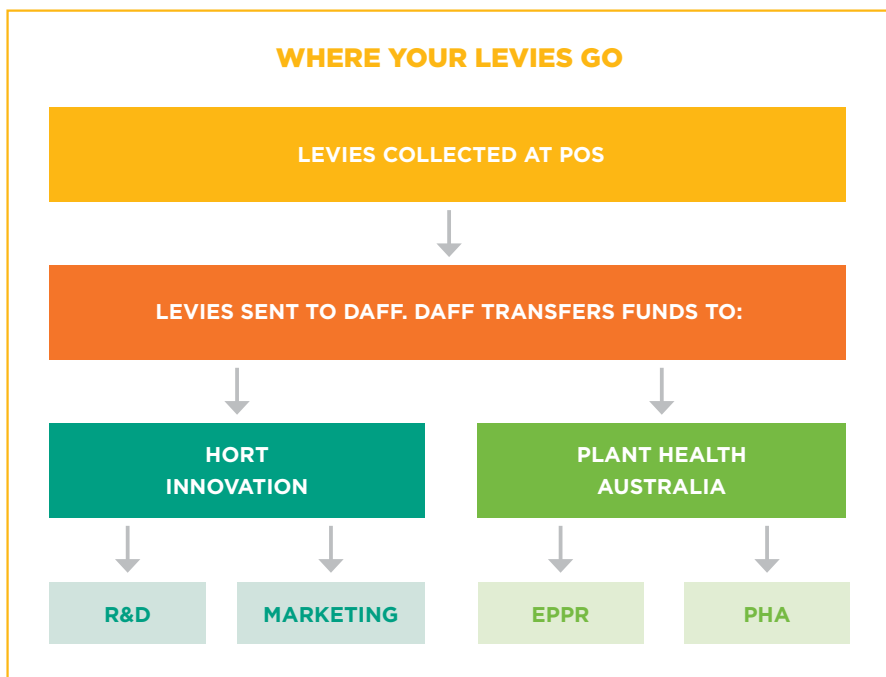 WHERE YOUR LEVIES GO
LEVIES COLLECTED AT POS
LEVIES SENT TO DAFF. DAFF TRANSFERS FUNDS TO:
HORT
INNOVATION
PLANT HEALTH
AUSTRALIA
R&D
MARKETING
EPPR
PHA